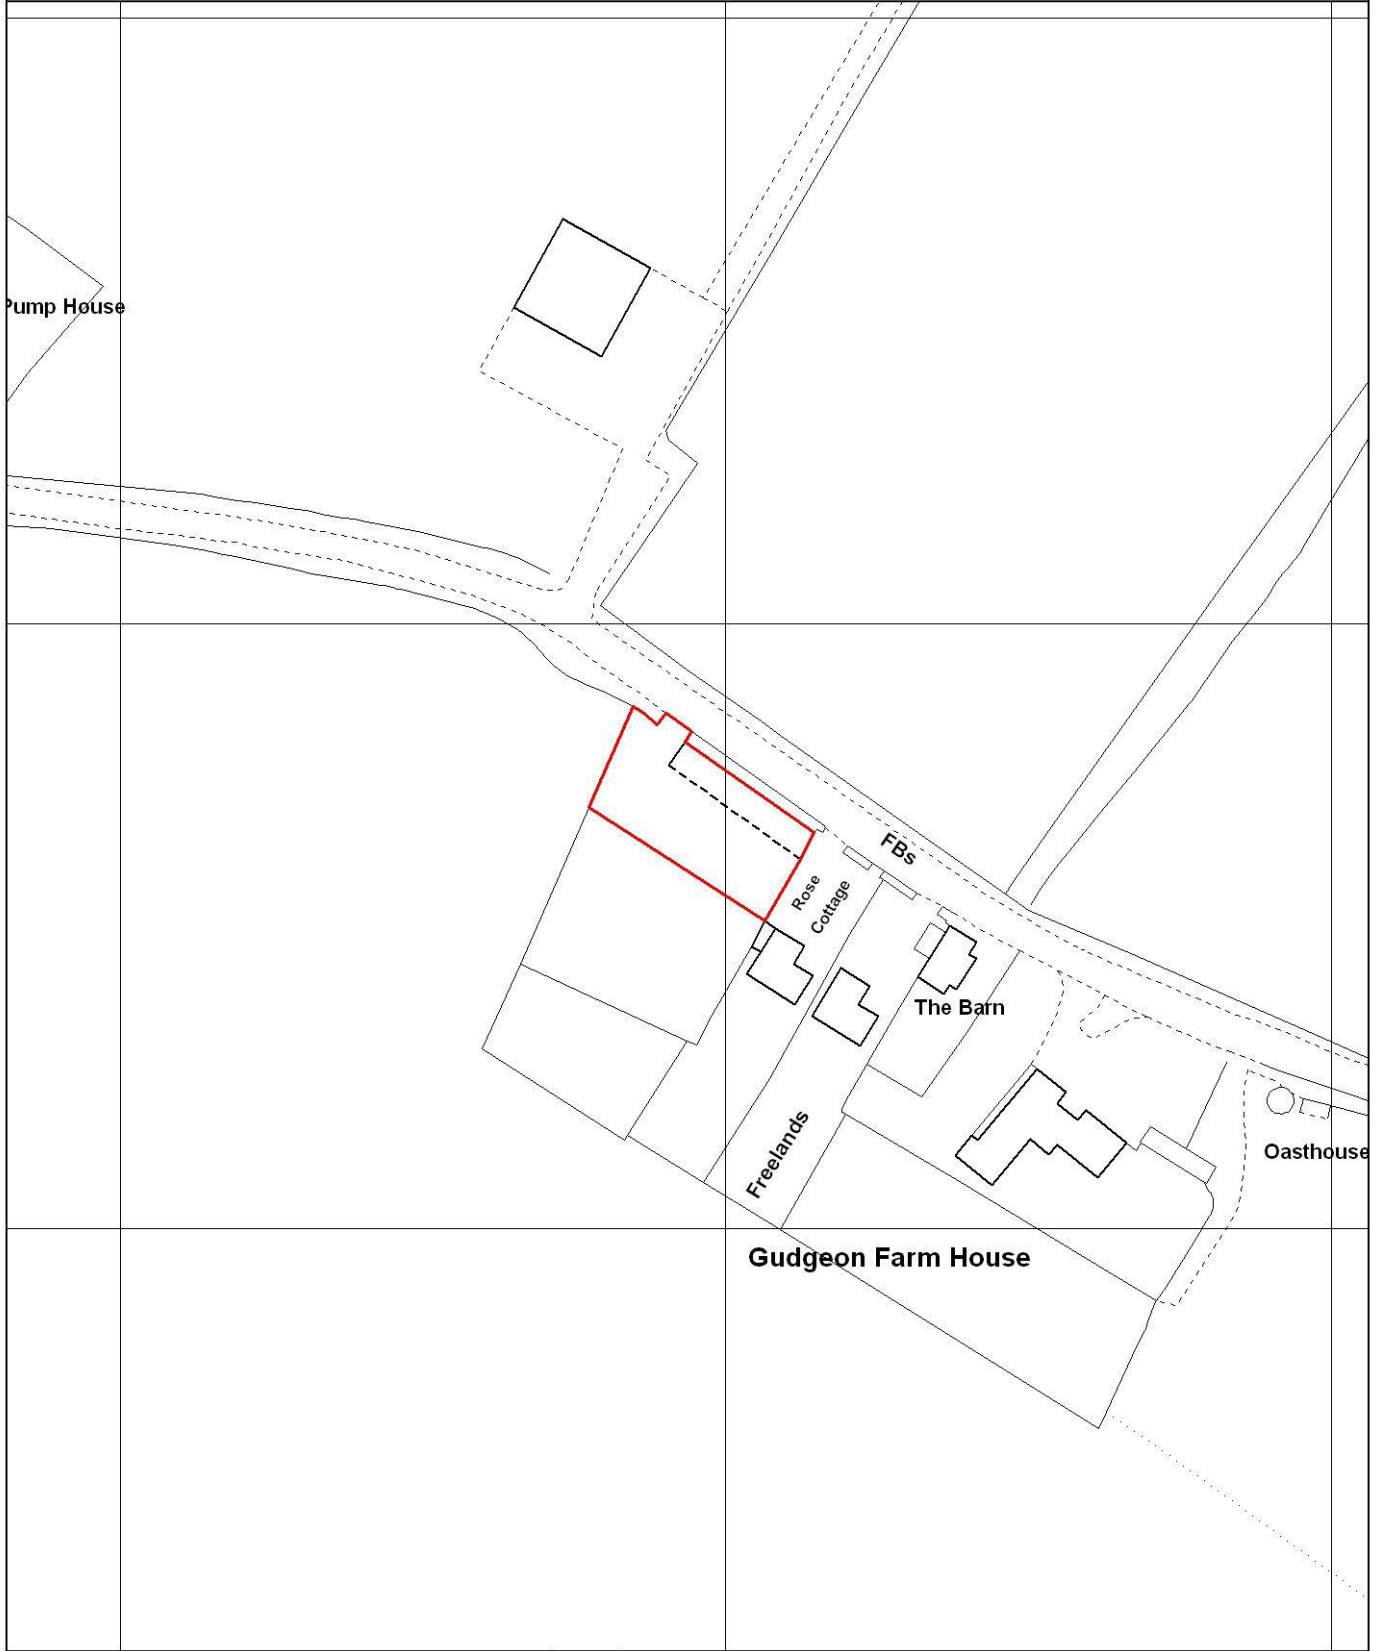 Pump House
FBs
Rose
Cottage
The Barn
Freelands
Oasthouse
Gudgeon Farm House